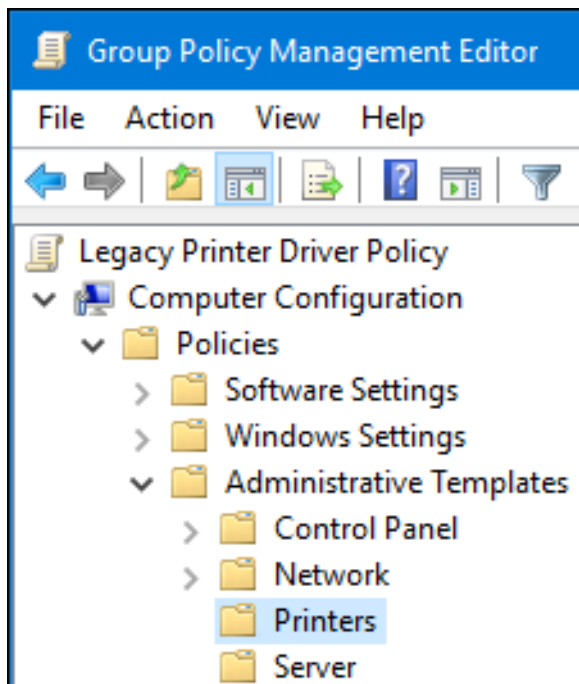 Group Policy Management Editor
File Action View Help
Legacy Printer Driver Policy
Computer Configuration
Policies
Software Settings
Windows Settings
Administrative Templates
Control Panel
Network
Printers
Server